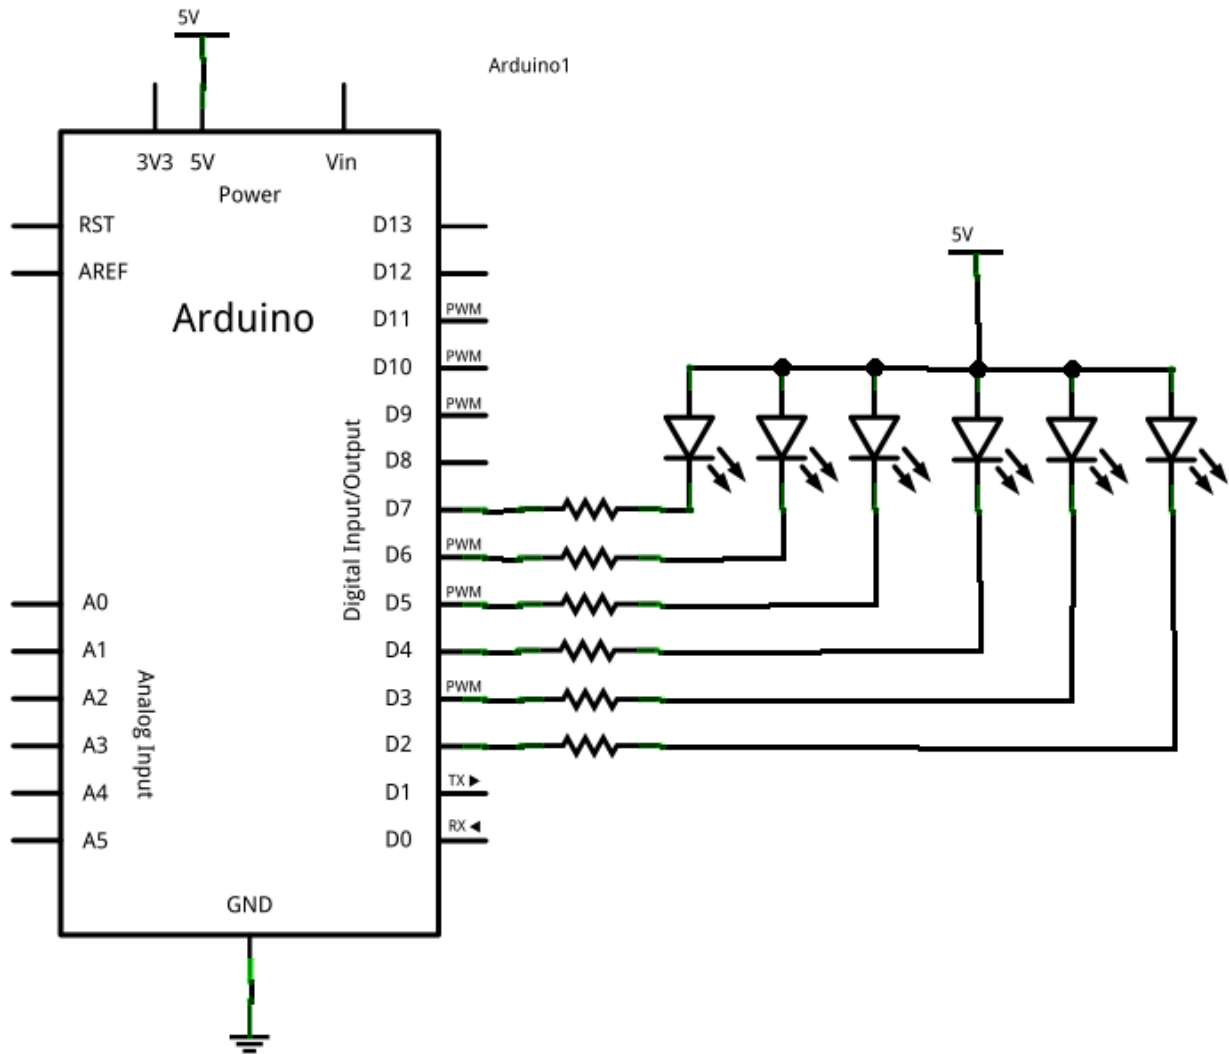 5V
Arduino1
3V3 5V Vin
Power
RST
D13
AREF
D12
Arduino
D11 PWM
D10 PWM
D9 PWM
D8
D7
D6 PWM
D5 PWM
D4
D3 PWM
D2
D1 TX ▶
D0 RX ◀
Digital Input/Output
A0
A1
A2
A3
A4
A5
Analog Input
GND
5V